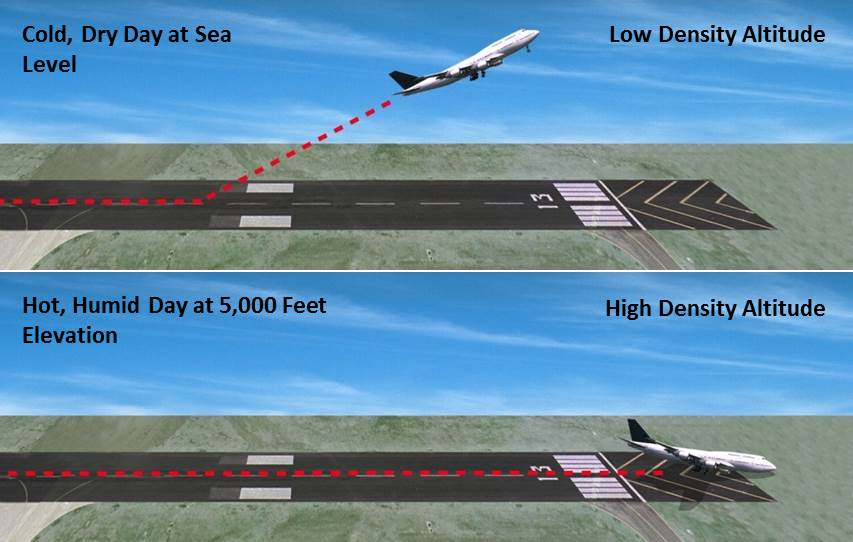 Cold, Dry Day at Sea
Level
Low Density Altitude
13
Hot, Humid Day at 5,000 Feet
Elevation
High Density Altitude
13